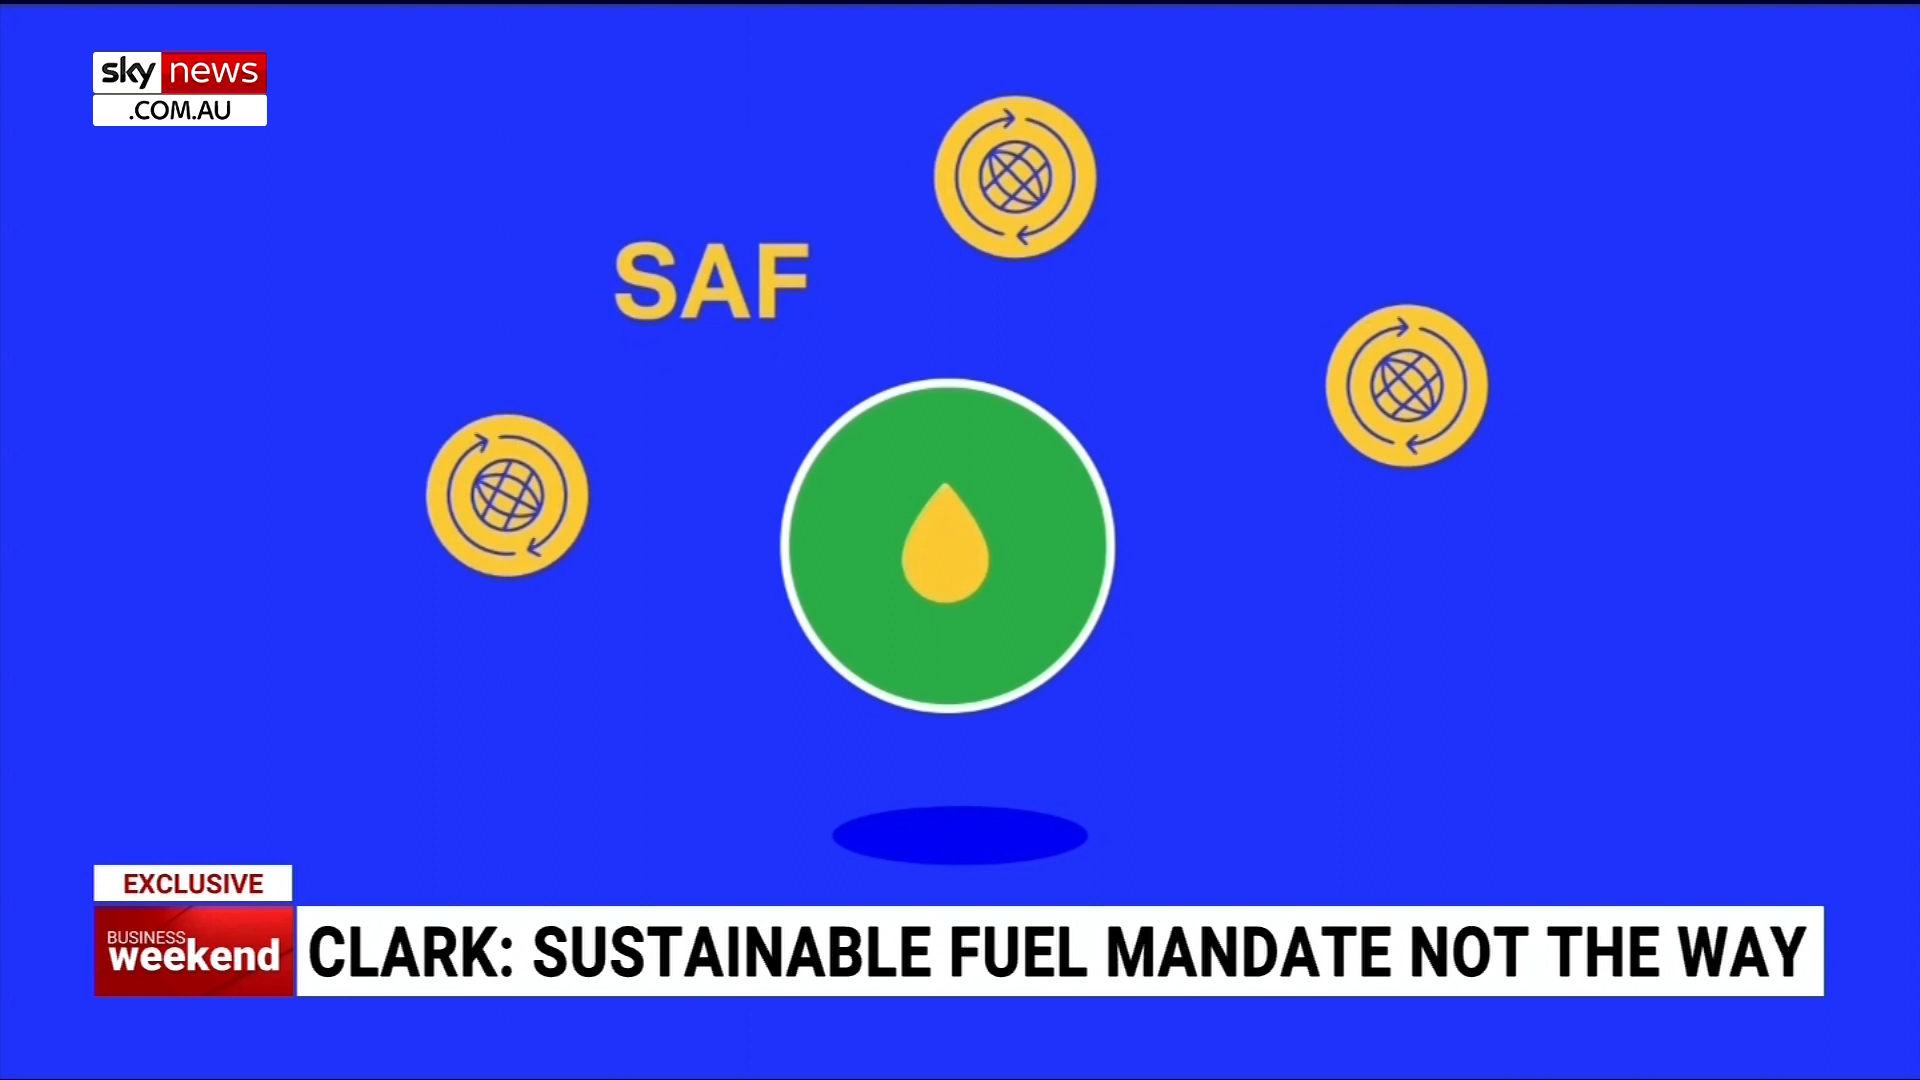 sky news
.COM.AU
SAF
EXCLUSIVE
BUSINESS
weekend
CLARK: SUSTAINABLE FUEL MANDATE NOT THE WAY